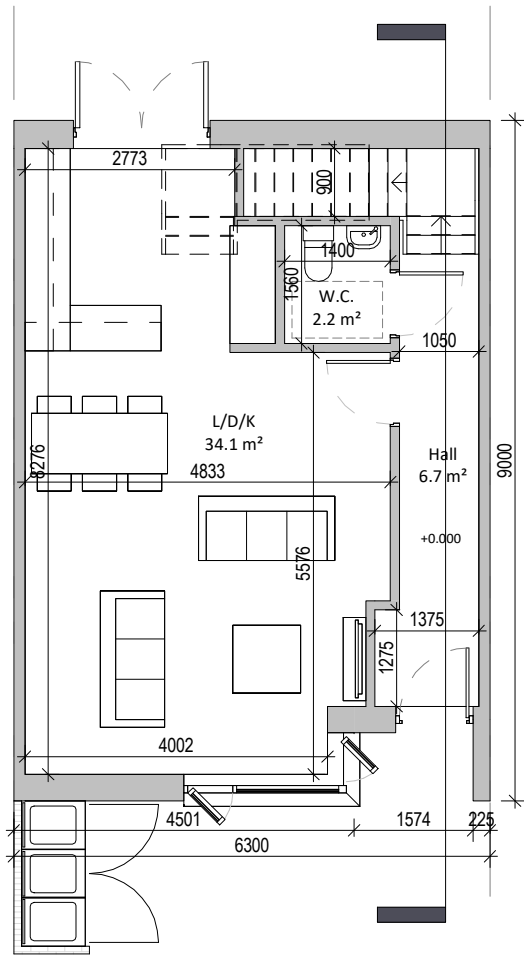 2773
900
1400
1560
W.C.
2.2 m²
1050
L/D/K
34.1 m²
8276
4833
Hall
6.7 m²
9000
+0.000
5576
1375
1275
4002
4501
1574
225
6300